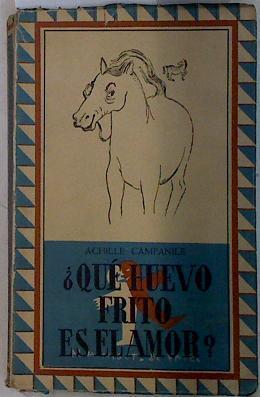 ACHILLE CAMPANILE
¿QUÉ HUEVO
FRITO
ES EL AMOR?